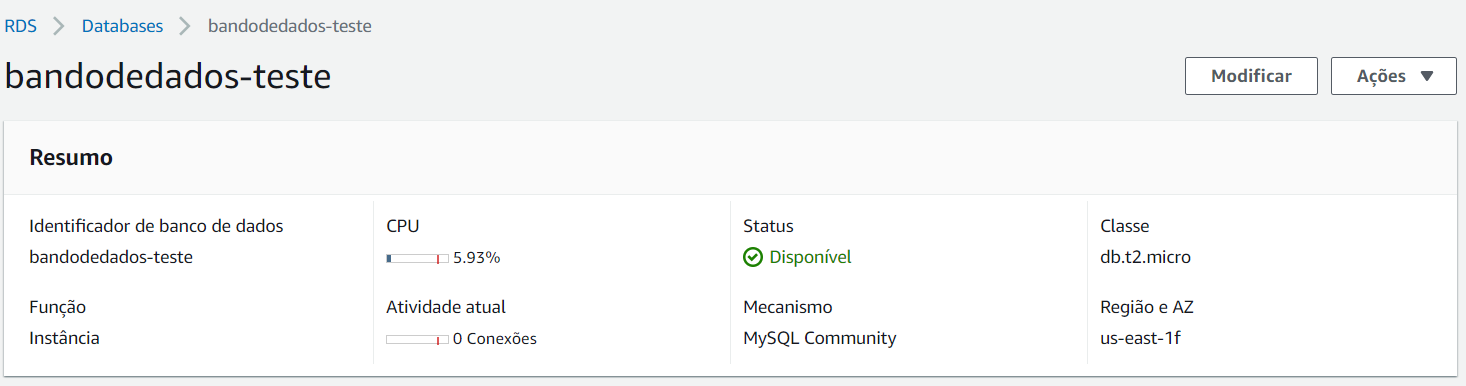 RDS > Databases > bandodedados-teste
bandodedados-teste
Modificar
Ações
Resumo
Identificador de banco de dados
bandodedados-teste
CPU
5.93%
Status
Disponível
Classe
db.t2.micro
Função
Instância
Atividade atual
0 Conexões
Mecanismo
MySQL Community
Região e AZ
us-east-1f